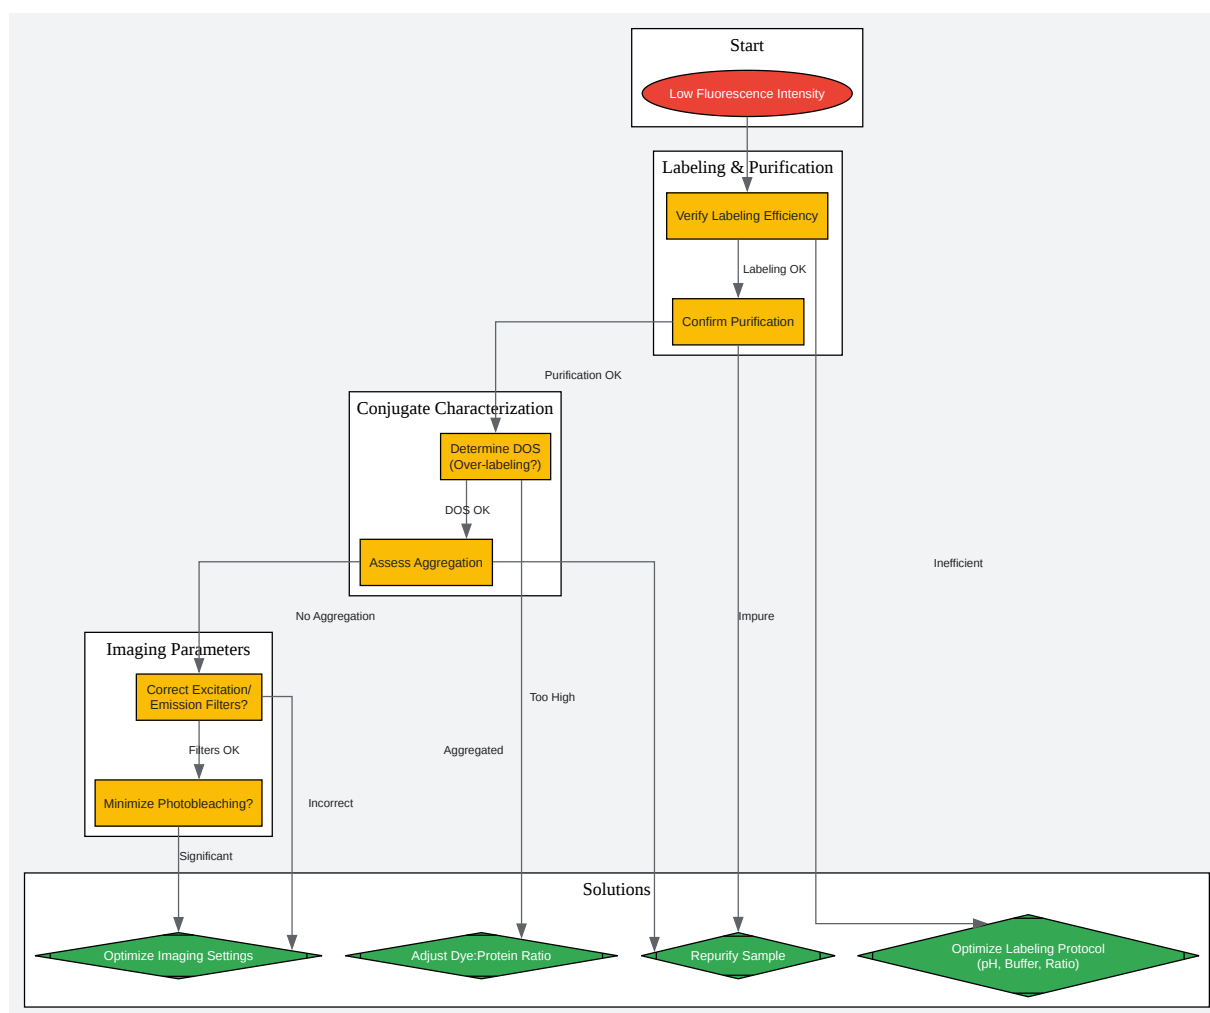 Start
Low Fluorescence Intensity
Labeling & Purification
Verify Labeling Efficiency
Labeling OK
Confirm Purification
Purification OK
Conjugate Characterization
Determine DOS
(Over-labeling?)
DOS OK
Assess Aggregation
Inefficient
No Aggregation
Impure
Imaging Parameters
Correct Excitation/
Emission Filters?
Too High
Filters OK
Aggregated
Minimize Photobleaching?
Incorrect
Significant
Solutions
Optimize Imaging Settings
Adjust Dye:Protein Ratio
Repurify Sample
Optimize Labeling Protocol
(pH, Buffer, Ratio)